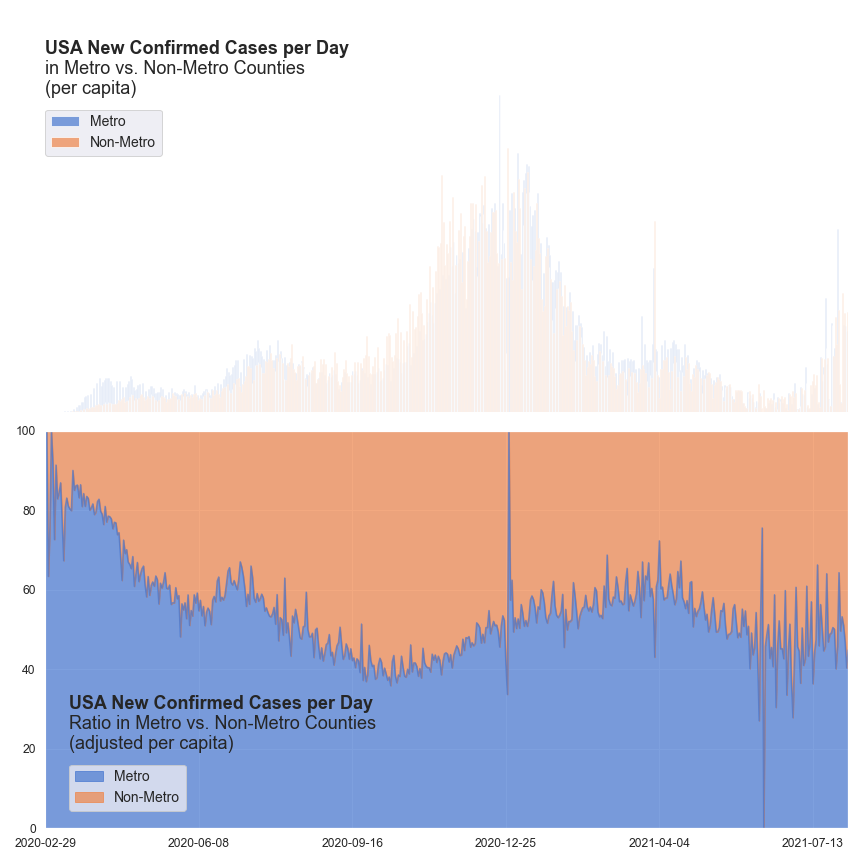 USA New Confirmed Cases per Day
in Metro vs. Non-Metro Counties
(per capita)
Metro
Non-Metro
100
80
60
40
20
0
USA New Confirmed Cases per Day
Ratio in Metro vs. Non-Metro Counties
(adjusted per capita)
Metro
Non-Metro
2020-02-29
2020-06-08
2020-09-16
2020-12-25
2021-04-04
2021-07-13